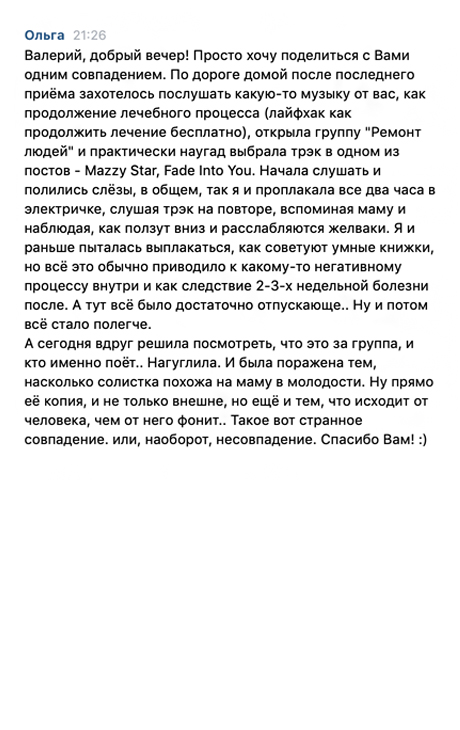 Ольга 21:26
Валерий, добрый вечер! Просто хочу поделиться с Вами
одним совпадением. По дороге домой после последнего
приёма захотелось послушать какую-то музыку от вас, как
продолжение лечебного процесса (лайфхак как
продолжить лечение бесплатно), открыла группу "Ремонт
людей" и практически наугад выбрала трэк в одном из
постов - Mazzy Star, Fade Into You. Начала слушать и
полились слёзы, в общем, так я и проплакала все два часа в
электричке, слушая трэк на повторе, вспоминая маму и
наблюдая, как ползут вниз и расслабляются желваки. Я и
раньше пыталась выплакаться, как советуют умные книжки,
но всё это обычно приводило к какому-то негативному
процессу внутри и как следствие 2-3-х недельной болезни
после. А тут всё было достаточно отпускающе.. Ну и потом
всё стало полегче.
А сегодня вдруг решила посмотреть, что это за группа, и
кто именно поёт.. Нагуглила. И была поражена тем,
насколько солистка похожа на маму в молодости. Ну прямо
её копия, и не только внешне, но ещё и тем, что исходит от
человека, чем от него фонит.. Такое вот странное
совпадение. или, наоборот, несовпадение. Спасибо Вам! :)